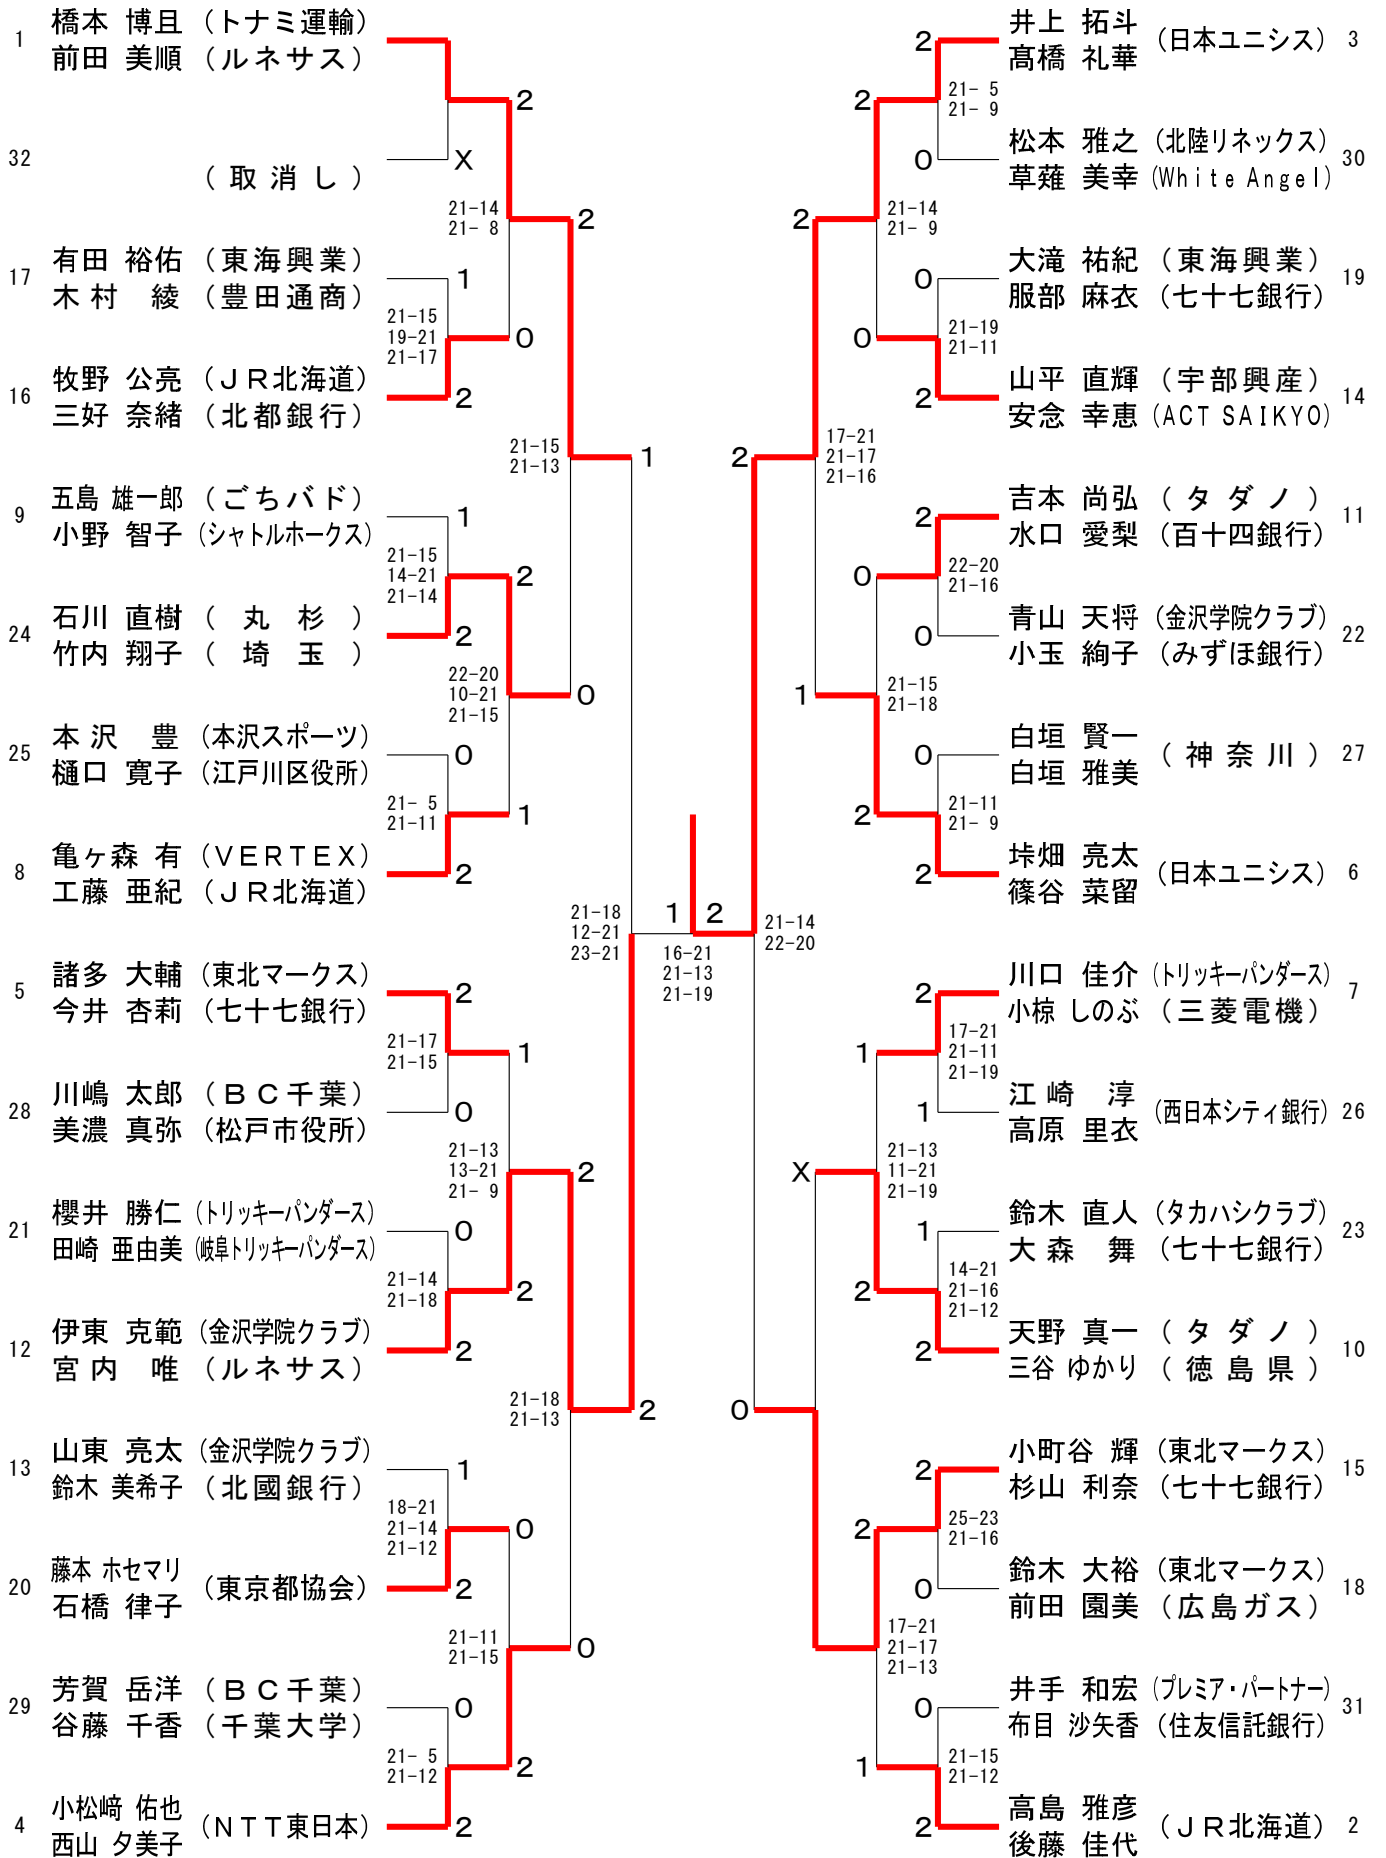 1 橋本 博且 (トナミ運輸)
前田 美順 (ルネサス)
32 (取消し)
X
2
21-14
21- 8
2
17 有田 裕佑 (東海興業)
木村 綾 (豊田通商)
1
21-15
19-21
21-17
0
16 牧野 公亮 (JR北海道)
三好 奈緒 (北都銀行)
2
21-15
21-13
1
9 五島 雄一郎 (ごちバド)
小野 智子 (シャトルホークス)
1
21-15
14-21
21-14
2
24 石川 直樹 (丸杉)
竹内 翔子 (埼玉)
2
22-20
10-21
21-15
0
25 本沢 豊 (本沢スポーツ)
樋口 寛子 (江戸川区役所)
0
21- 5
21-11
1
8 亀ヶ森 有 (VERTEX)
工藤 亜紀 (JR北海道)
2
21-18
12-21
23-21
5 諸多 大輔 (東北マークス)
今井 杏莉 (七十七銀行)
2
21-17
21-15
1
28 川嶋 太郎 (BC千葉)
美濃 真弥 (松戸市役所)
0
21-13
13-21
21- 9
2
21 櫻井 勝仁 (トリッキーパンダース)
田崎 亜由美 (岐阜トリッキーパンダース)
0
21-14
21-18
2
12 伊東 克範 (金沢学院クラブ)
宮内 唯 (ルネサス)
2
21-18
21-13
2
13 山東 亮太 (金沢学院クラブ)
鈴木 美希子 (北國銀行)
1
18-21
21-14
21-12
0
20 藤本 ホセマリ
石橋 律子 (東京都協会)
2
21-11
21-15
0
29 芳賀 岳洋 (BC千葉)
谷藤 千香 (千葉大学)
0
21- 5
21-12
2
4 小松﨑 佑也
西山 夕美子 (NTT東日本)
2
1 2
16-21
21-13
21-19
2 井上 拓斗
髙橋 礼華 (日本ユニシス) 3
2
21- 5
21- 9
0 松本 雅之 (北陸リネックス)
草薙 美幸 (White Angel) 30
2
21-14
21- 9
0 大滝 祐紀 (東海興業)
服部 麻衣 (七十七銀行) 19
0
21-19
21-11
2 山平 直輝 (宇部興産)
安念 幸恵 (ACT SAIKYO) 14
2
17-21
21-17
21-16
2 吉本 尚弘 (タダノ)
水口 愛梨 (百十四銀行) 11
0
22-20
21-16
0 青山 天将 (金沢学院クラブ)
小玉 絢子 (みずほ銀行) 22
1
21-15
21-18
0 白垣 賢一
白垣 雅美 (神奈川) 27
2
21-11
21- 9
2 垰畑 亮太
篠谷 菜留 (日本ユニシス) 6
21-14
22-20
2 川口 佳介 (トリッキーパンダース)
小椋 しのぶ (三菱電機) 7
1
17-21
21-11
21-19
1 江崎 淳
高原 里衣 (西日本シティ銀行) 26
X
21-13
11-21
21-19
1 鈴木 直人 (タカハシクラブ)
大森 舞 (七十七銀行) 23
2
14-21
21-16
21-12
2 天野 真一 (タダノ)
三谷 ゆかり (徳島県) 10
0
2 小町谷 輝 (東北マークス)
杉山 利奈 (七十七銀行) 15
2
25-23
21-16
0 鈴木 大裕 (東北マークス)
前田 園美 (広島ガス) 18
17-21
21-17
21-13
0 井手 和宏 (プレミア・パートナー)
布目 沙矢香 (住友信託銀行) 31
1
21-15
21-12
2 高島 雅彦
後藤 佳代 (JR北海道) 2